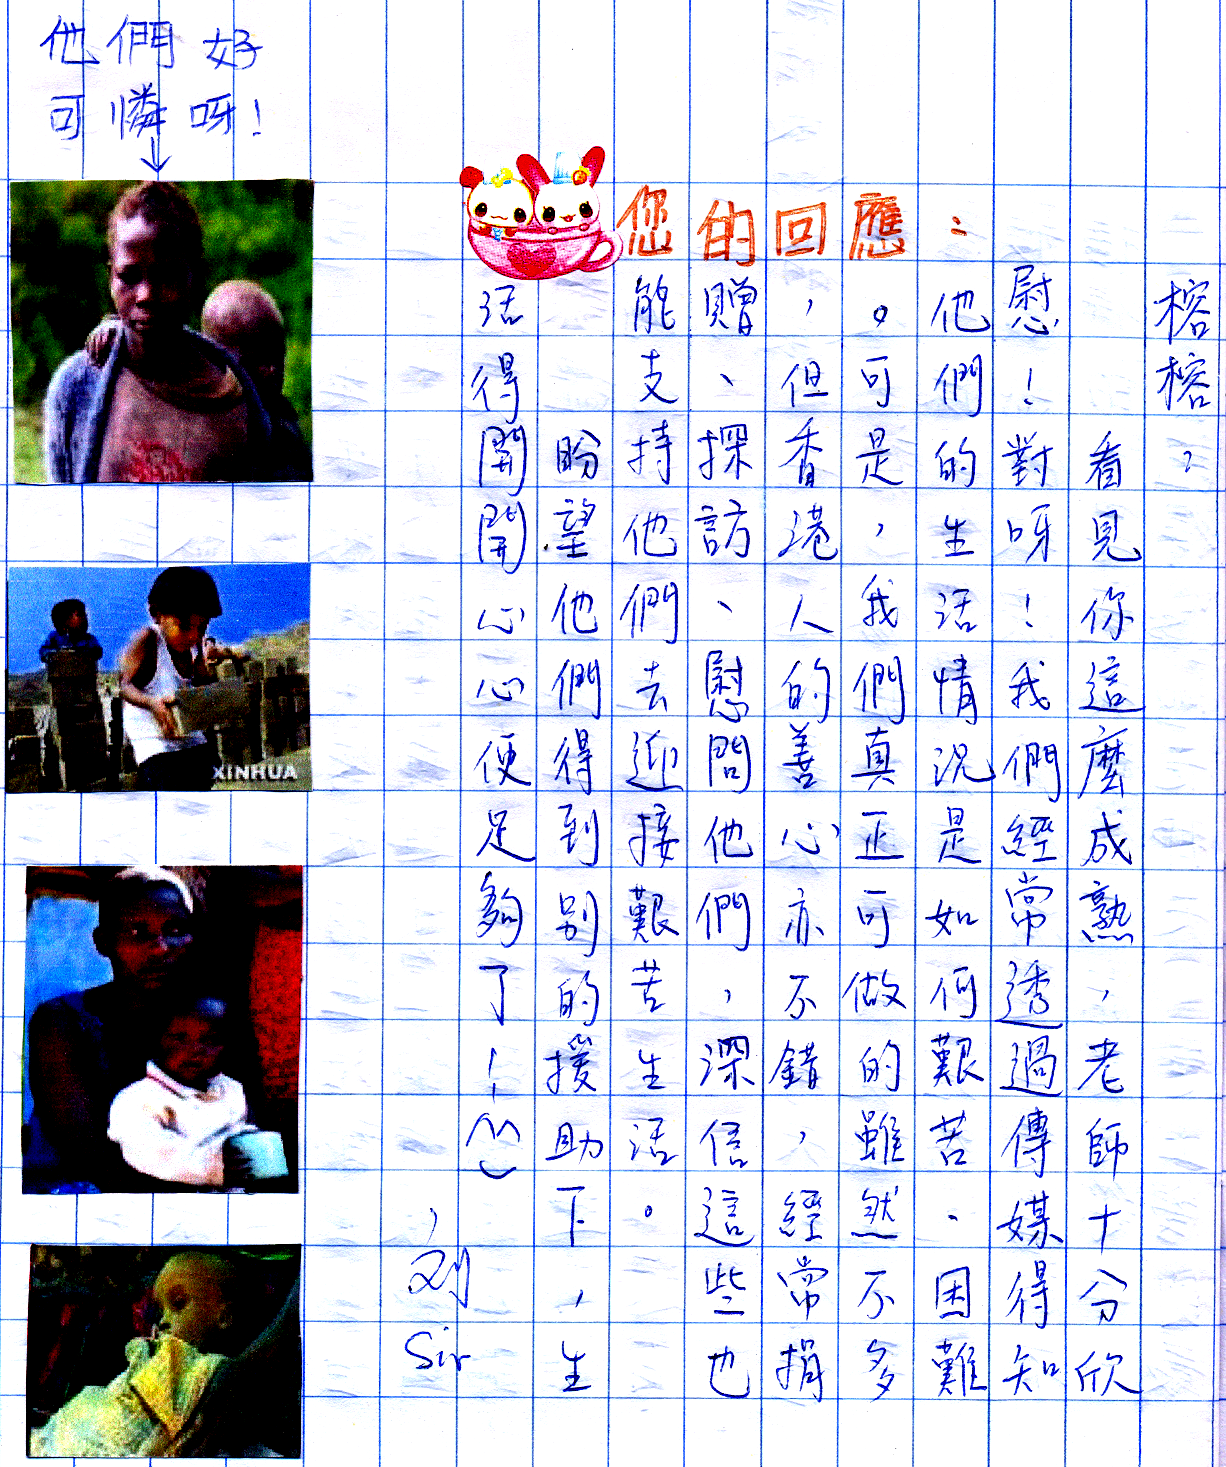 他們好
可憐呀！
↓
您的回應：
榕榕，
看見你這麼成熟，老師十分欣
慰！對呀！我們經常透過傳媒得知
他們的生活情況是如何艱苦、困難
。可是，我們真正可做的雖然不多
，但香港人的善心亦不錯，經常捐
贈、探訪、慰問他們，深信這些也
能支持他們去迎接艱苦生活。
盼望他們得到别的援助下，生
活得開開心心便足夠了！
刘Sir
XINHUA